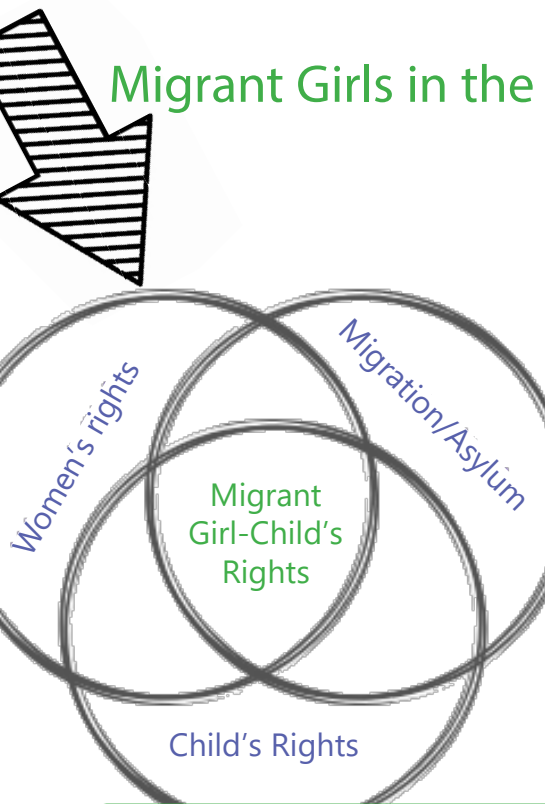 Migrant Girls in the
Women's rights
Migration/Asylum
Migrant
Girl-Child's
Rights
Child's Rights